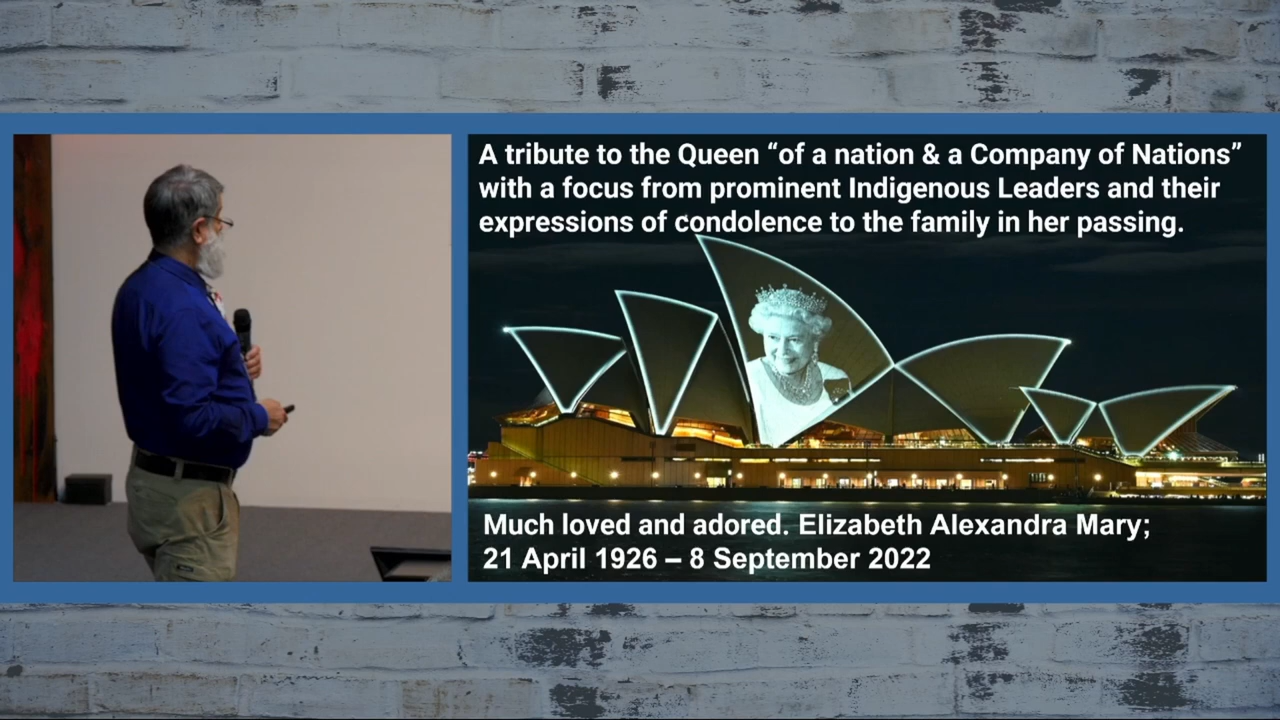 A tribute to the Queen “of a nation & a Company of Nations”
with a focus from prominent Indigenous Leaders and their
expressions of condolence to the family in her passing.
Much loved and adored. Elizabeth Alexandra Mary;
21 April 1926 – 8 September 2022